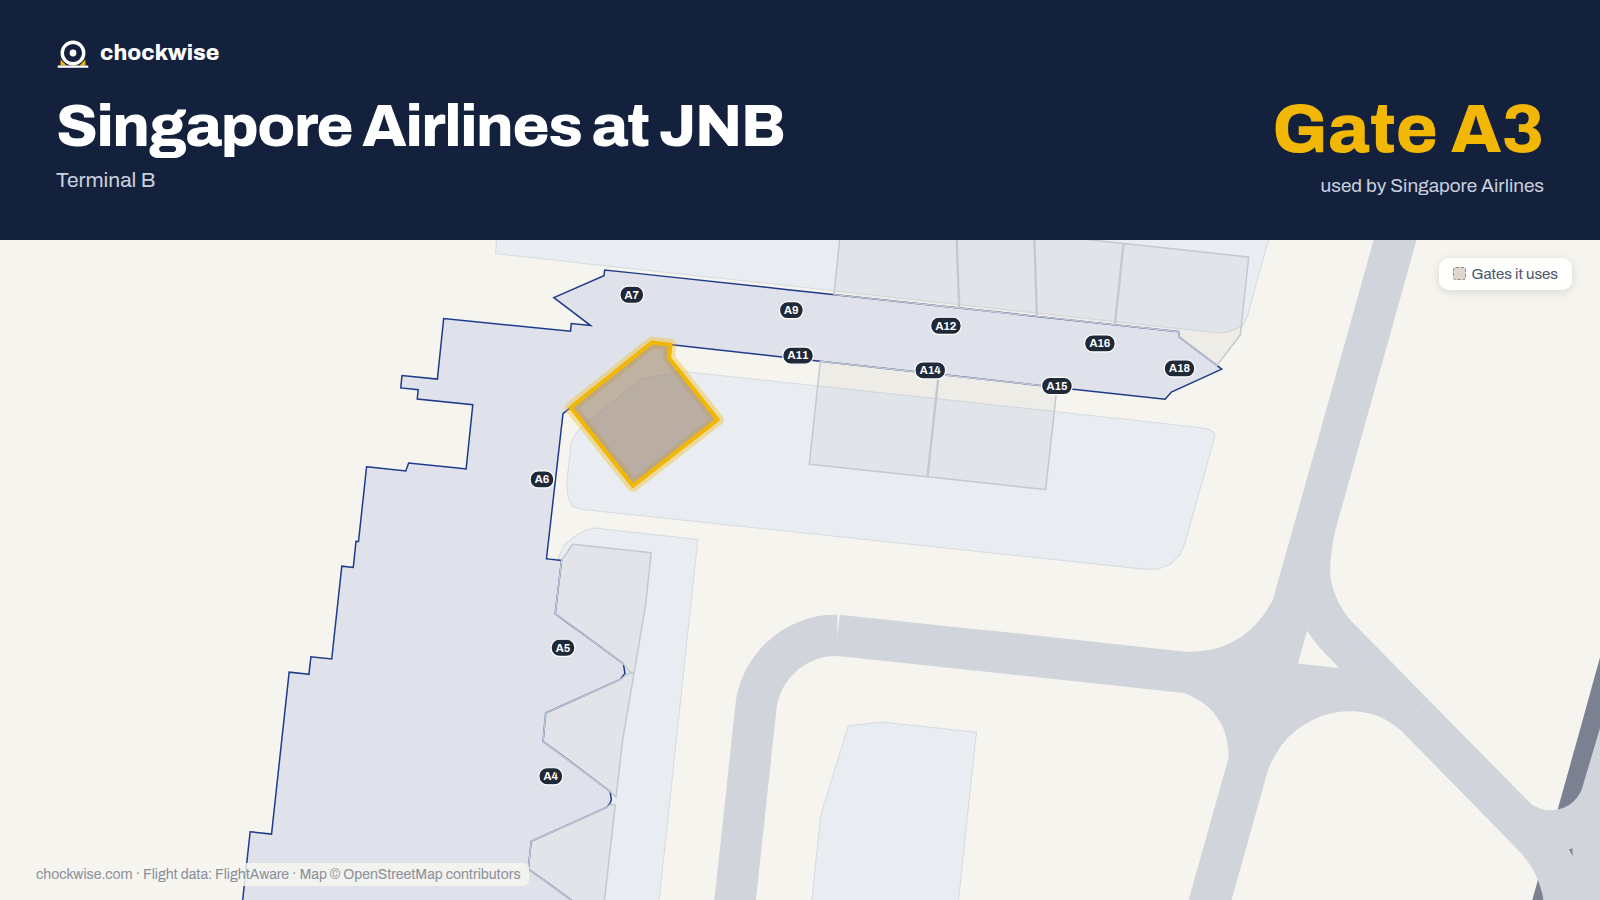 chockwise
Singapore Airlines at JNB
Terminal B
Gate A3
used by Singapore Airlines
Gates it uses
A7
A9
A12
A16
A11
A14
A18
A15
A6
A5
A4
chockwise.com · Flight data: FlightAware · Map © OpenStreetMap contributors